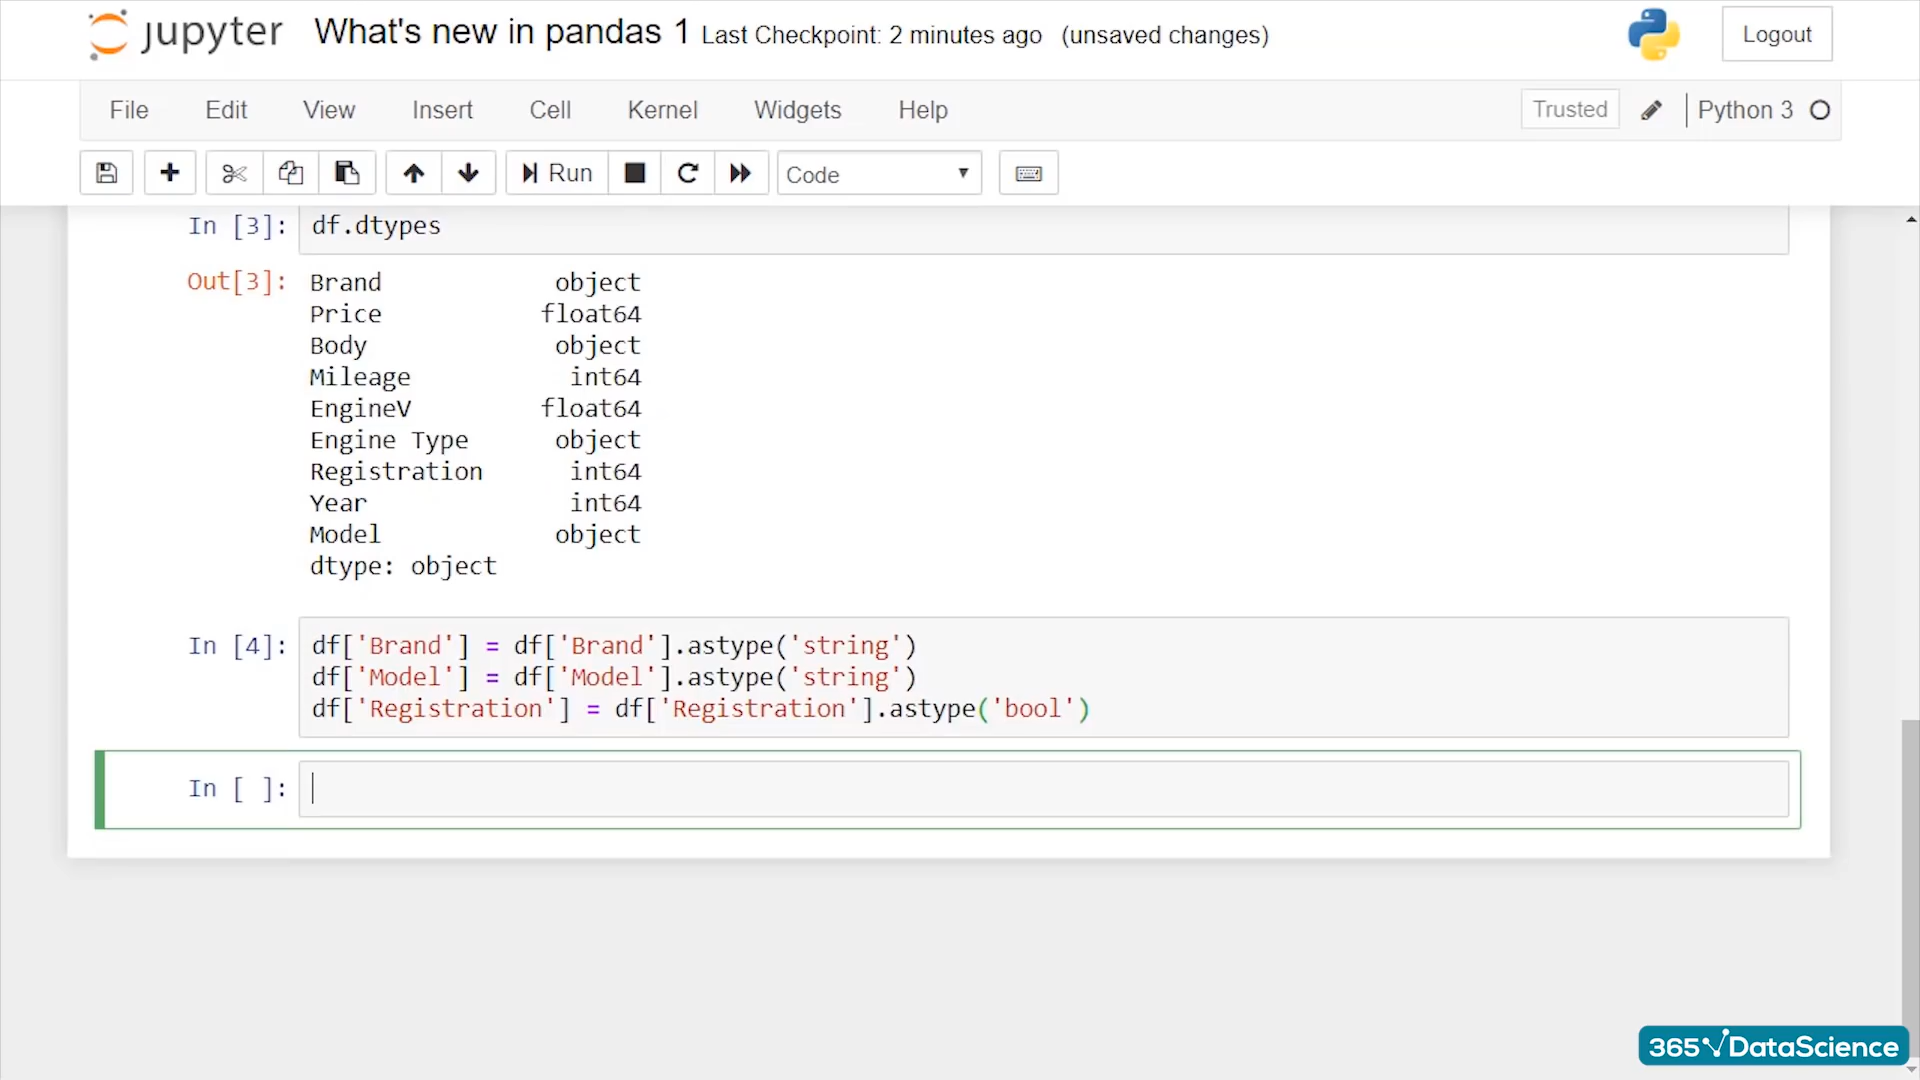 jupyter What's new in pandas 1 Last Checkpoint: 2 minutes ago (unsaved changes) Logout
File Edit View Insert Cell Kernel Widgets Help Trusted Python 3
Run Code
In [3]: df.dtypes
Out[3]: Brand object
Price float64
Body object
Mileage int64
EngineV float64
Engine Type object
Registration int64
Year int64
Model object
dtype: object
In [4]: df['Brand'] = df['Brand'].astype('string')
df['Model'] = df['Model'].astype('string')
df['Registration'] = df['Registration'].astype('bool')
In [ ]:
365 DataScience